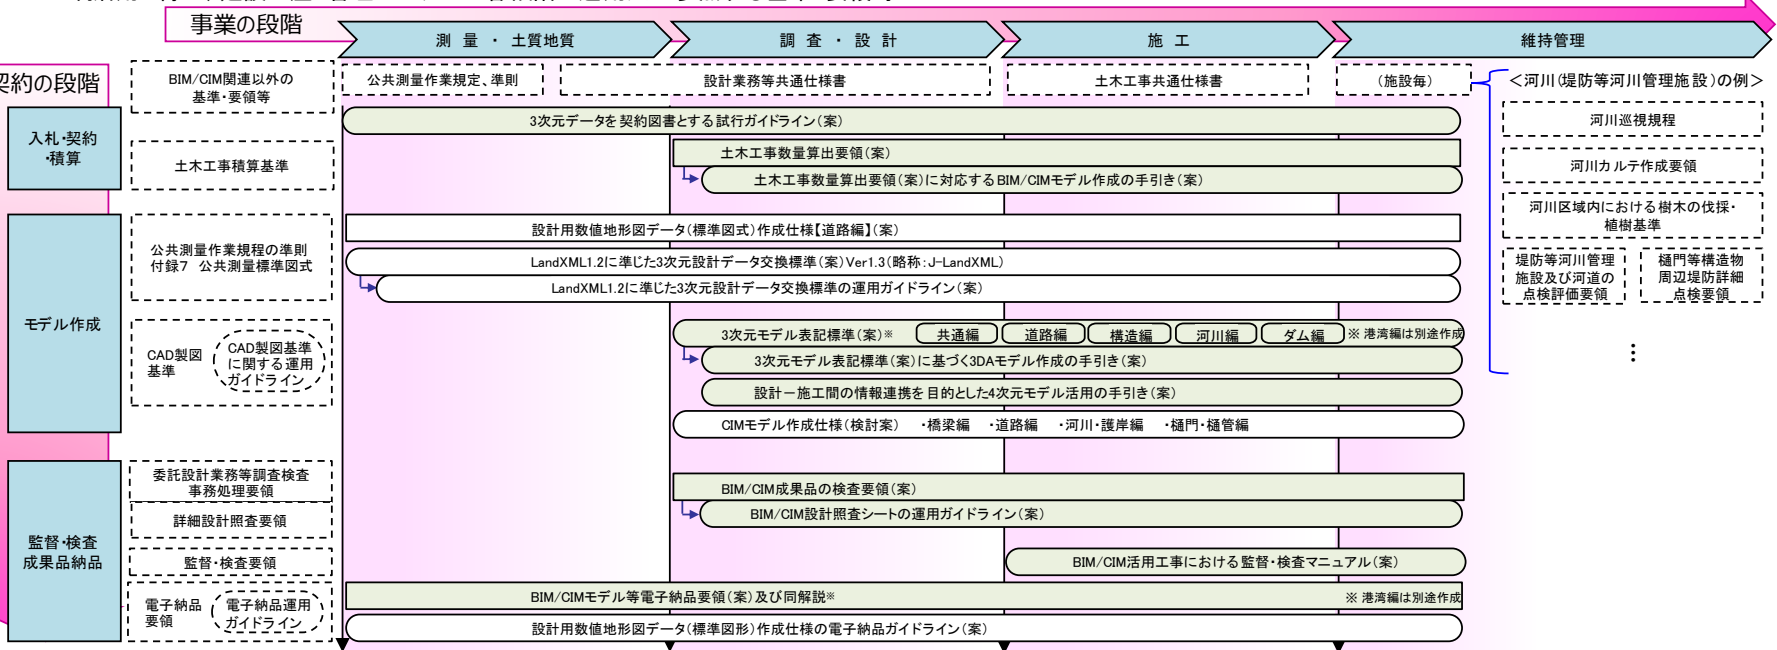 事業の段階
測 量 ・ 土質地質
調 査 ・ 設 計
施 工
維持管理
契約の段階
BIM/CIM関連以外の
基準・要領等
公共測量作業規定、準則
設計業務等共通仕様書
土木工事共通仕様書
(施設毎)
<河川(堤防等河川管理施設)の例>
入札・契約
・積算
土木工事積算基準
3次元データを契約図書とする試行ガイドライン(案)
土木工事数量算出要領(案)
土木工事数量算出要領(案)に対応するBIM/CIMモデル作成の手引き(案)
河川巡視規程
河川カルテ作成要領
河川区域内における樹木の伐採・
植樹基準
堤防等河川管理
施設及び河道の
点検評価要領
樋門等構造物
周辺堤防詳細
点検要領
⋮
モデル作成
公共測量作業規程の準則
付録7 公共測量標準図式
設計用数値地形図データ(標準図式)作成仕様【道路編】(案)
LandXML1.2に準じた3次元設計データ交換標準(案)Ver1.3(略称:J-LandXML)
LandXML1.2に準じた3次元設計データ交換標準の運用ガイドライン(案)
CAD製図
基準
CAD製図基準
に関する運用
ガイドライン
3次元モデル表記標準(案)※ 共通編 道路編 構造編 河川編 ダム編 ※ 港湾編は別途作成
3次元モデル表記標準(案)に基づく3DAモデル作成の手引き(案)
設計-施工間の情報連携を目的とした4次元モデル活用の手引き(案)
CIMモデル作成仕様(検討案) ・橋梁編 ・道路編 ・河川・護岸編 ・樋門・樋管編
監督・検査
成果品納品
委託設計業務等調査検査
事務処理要領
詳細設計照査要領
監督・検査要領
電子納品
要領
電子納品運用
ガイドライン
BIM/CIM成果品の検査要領(案)
BIM/CIM設計照査シートの運用ガイドライン(案)
BIM/CIM活用工事における監督・検査マニュアル(案)
BIM/CIMモデル等電子納品要領(案)及び同解説※ ※ 港湾編は別途作成
設計用数値地形図データ(標準図形)作成仕様の電子納品ガイドライン(案)